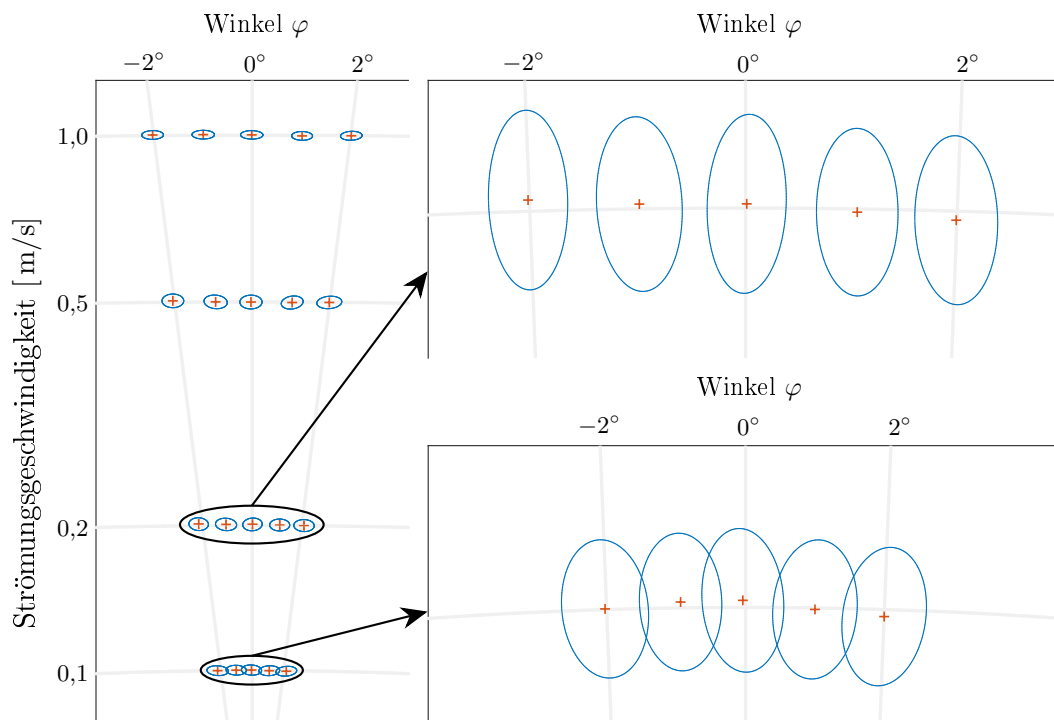 Winkel φ
−2° 0° 2°
1,0
0,5
0,2
0,1
Strömungsgeschwindigkeit [ m/s]
Winkel φ
−2° 0° 2°
Winkel φ
−2° 0° 2°